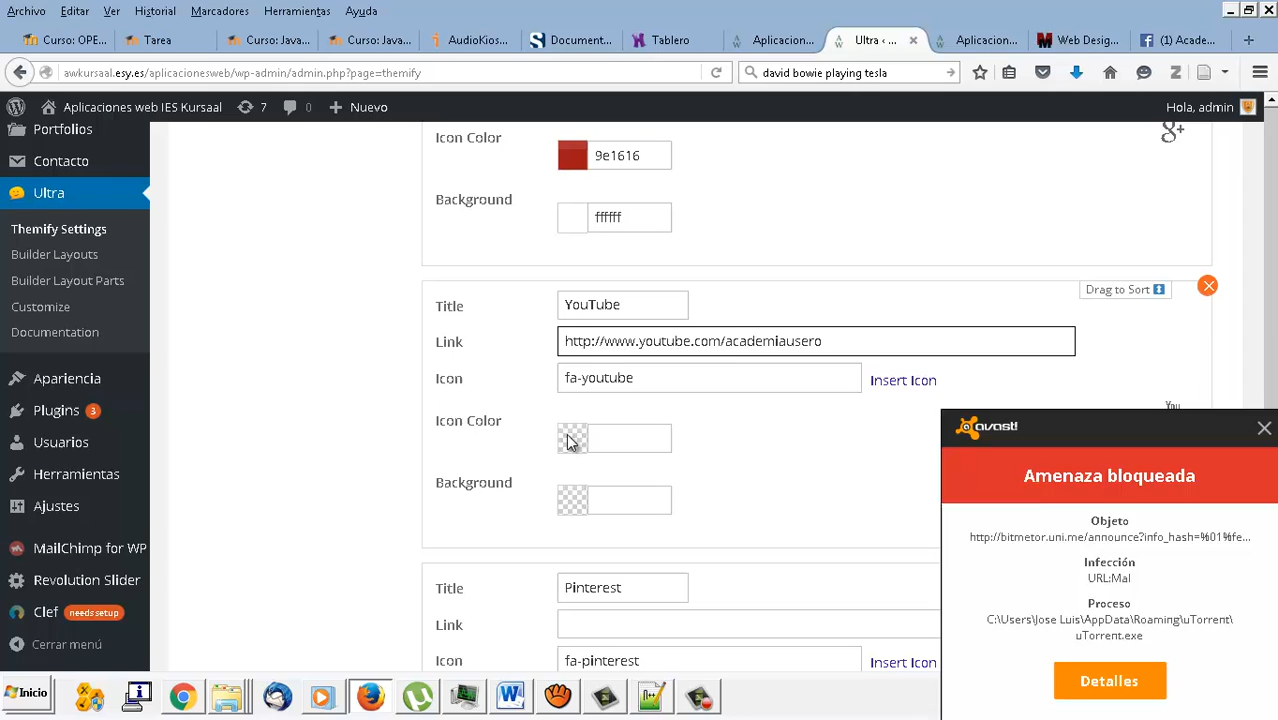 Archivo Editar Ver Historial Marcadores Herramientas Ayuda
Curso: OPE... Tarea Curso: Java... Curso: Java... AudioKios... Document... Tablero Aplicacion... Ultra ‹ ... Aplicacion... Web Desig... (1) Acade...
awkursaal.esy.es/aplicacionesweb/wp-admin/admin.php?page=themify
david bowie playing tesla
Aplicaciones web IES Kursaal 7 0 Nuevo Hola, admin
Portfolios
Contacto
Ultra
Themify Settings
Builder Layouts
Builder Layout Parts
Customize
Documentation
Apariencia
Plugins 3
Usuarios
Herramientas
Ajustes
MailChimp for WP
Revolution Slider
Clef needs setup
Cerrar menú
Icon Color 9e1616
Background ffffff
Drag to Sort
Title YouTube
Link http://www.youtube.com/academiausero
Icon fa-youtube Insert Icon
Icon Color
You
Background
Title Pinterest
Link
Icon fa-pinterest Insert Icon
avast!
Amenaza bloqueada
Objeto
http://bitmetor.uni.me/announce?info_hash=%01%fe...
Infección
URL:Mal
Proceso
C:\Users\Jose Luis\AppData\Roaming\uTorrent\
uTorrent.exe
Detalles
Inicio